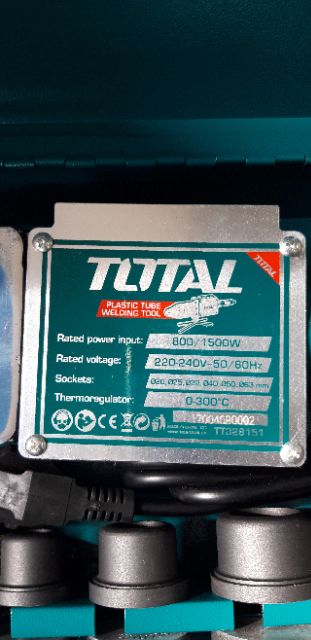 TOTAL
TOTAL
PLASTIC TUBE
WELDING TOOL
Rated power input: 800/1500W
Rated voltage: 220-240V~50/60Hz
Sockets: Ø20, Ø25, Ø32, Ø40, Ø50, Ø63 mm
Thermoregulator: 0-300°C
TT328151